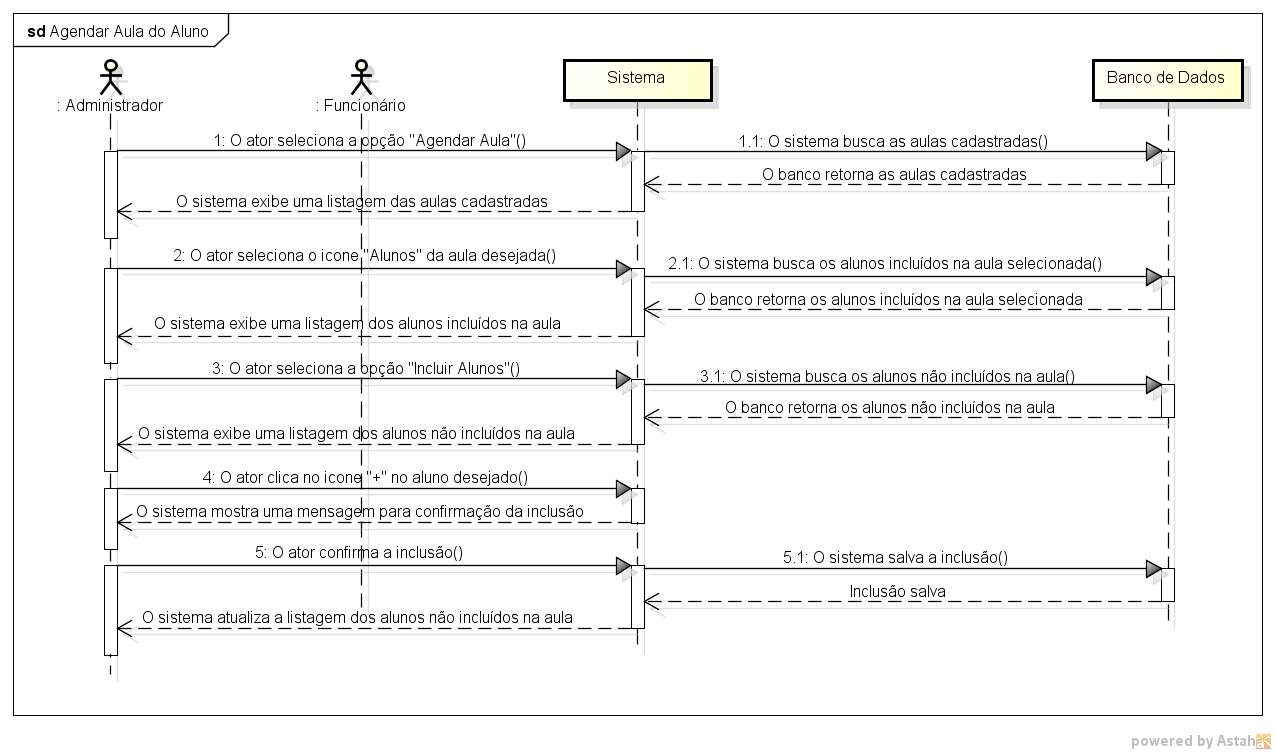 sd Agendar Aula do Aluno
: Administrador
: Funcionário
Sistema
Banco de Dados
1: O ator seleciona a opção "Agendar Aula"()
1.1: O sistema busca as aulas cadastradas()
O banco retorna as aulas cadastradas
O sistema exibe uma listagem das aulas cadastradas
2: O ator seleciona o icone "Alunos" da aula desejada()
2.1: O sistema busca os alunos incluídos na aula selecionada()
O banco retorna os alunos incluídos na aula selecionada
O sistema exibe uma listagem dos alunos incluídos na aula
3: O ator seleciona a opção "Incluir Alunos"()
3.1: O sistema busca os alunos não incluídos na aula()
O banco retorna os alunos não incluídos na aula
O sistema exibe uma listagem dos alunos não incluídos na aula
4: O ator clica no icone "+" no aluno desejado()
O sistema mostra uma mensagem para confirmação da inclusão
5: O ator confirma a inclusão()
5.1: O sistema salva a inclusão()
Inclusão salva
O sistema atualiza a listagem dos alunos não incluídos na aula
powered by Astah